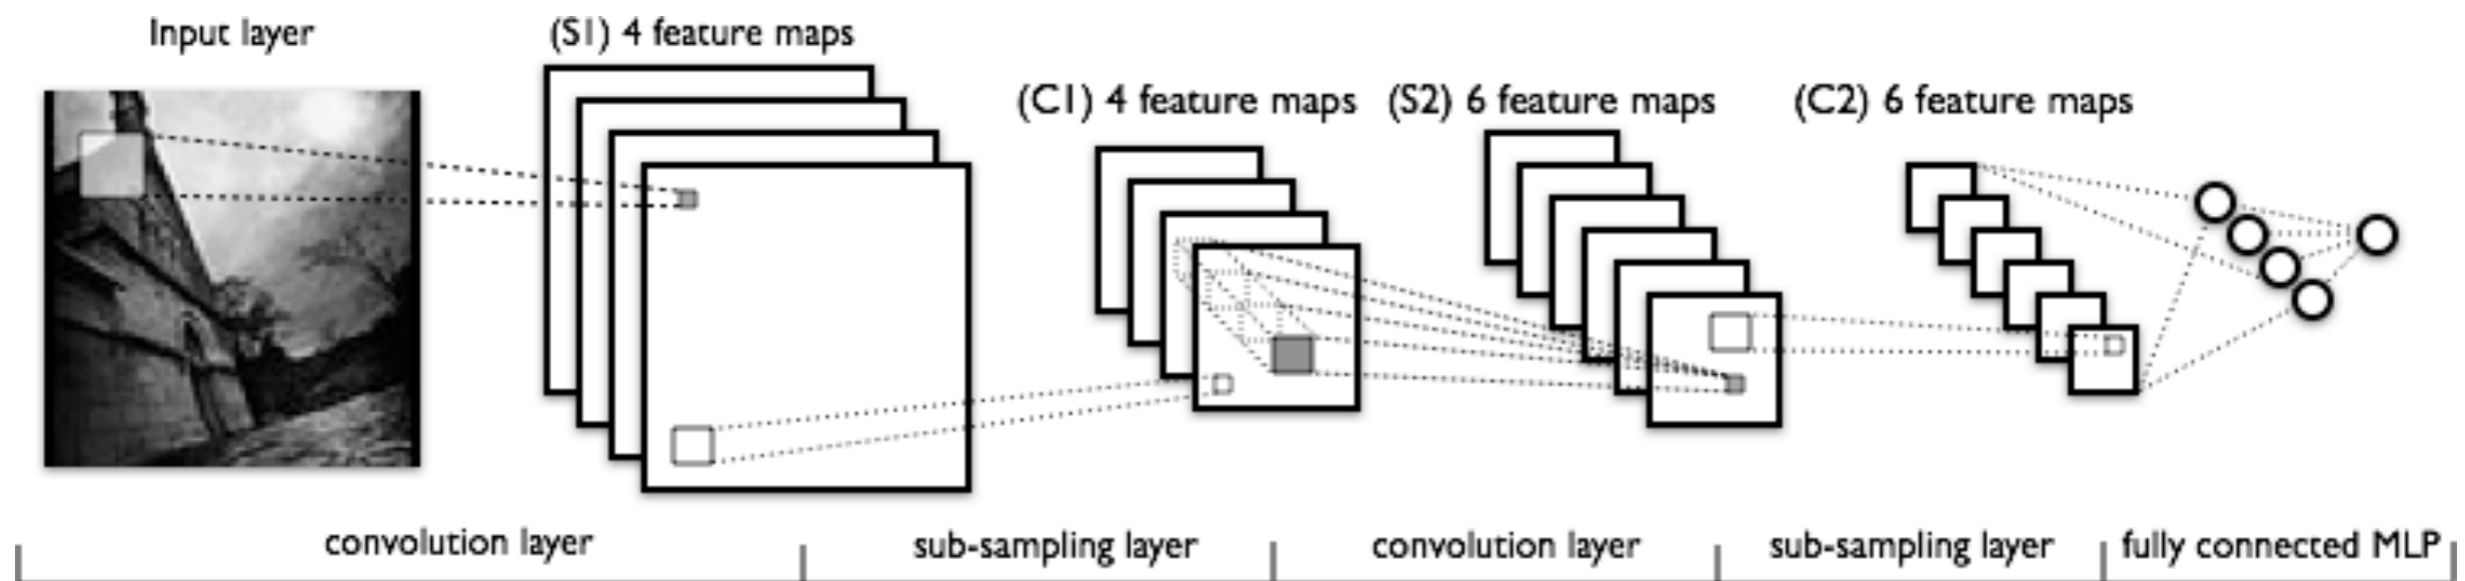 Input layer
(S1) 4 feature maps
(C1) 4 feature maps
(S2) 6 feature maps
(C2) 6 feature maps
convolution layer
sub-sampling layer
convolution layer
sub-sampling layer
fully connected MLP